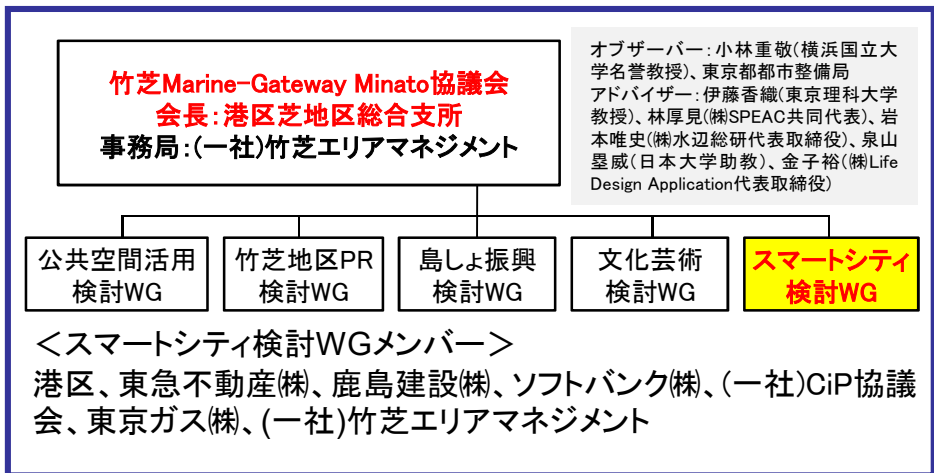 竹芝Marine-Gateway Minato協議会
会長：港区芝地区総合支所
事務局：(一社)竹芝エリアマネジメント
オブザーバー：小林重敬(横浜国立大
学名誉教授)、東京都都市整備局
アドバイザー：伊藤香織(東京理科大学
教授)、林厚見(㈱SPEAC共同代表)、岩
本唯史(㈱水辺総研代表取締役)、泉山
塁威(日本大学助教)、金子裕(㈱Life
Design Application代表取締役)
公共空間活用
検討WG
竹芝地区PR
検討WG
島しょ振興
検討WG
文化芸術
検討WG
スマートシティ
検討WG
＜スマートシティ検討WGメンバー＞
港区、東急不動産㈱、鹿島建設㈱、ソフトバンク㈱、(一社)CiP協議
会、東京ガス㈱、(一社)竹芝エリアマネジメント